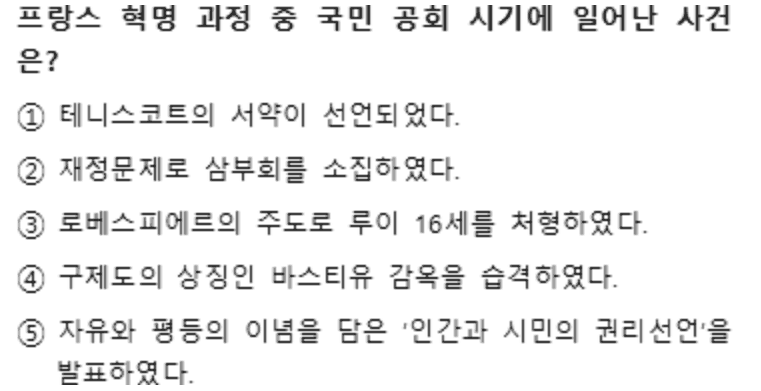 프랑스 혁명 과정 중 국민 공회 시기에 일어난 사건
은?
① 테니스코트의 서약이 선언되었다.
② 재정문제로 삼부회를 소집하였다.
③ 로베스피에르의 주도로 루이 16세를 처형하였다.
④ 구제도의 상징인 바스티유 감옥을 습격하였다.
⑤ 자유와 평등의 이념을 담은 '인간과 시민의 권리선언'을
발표하였다.